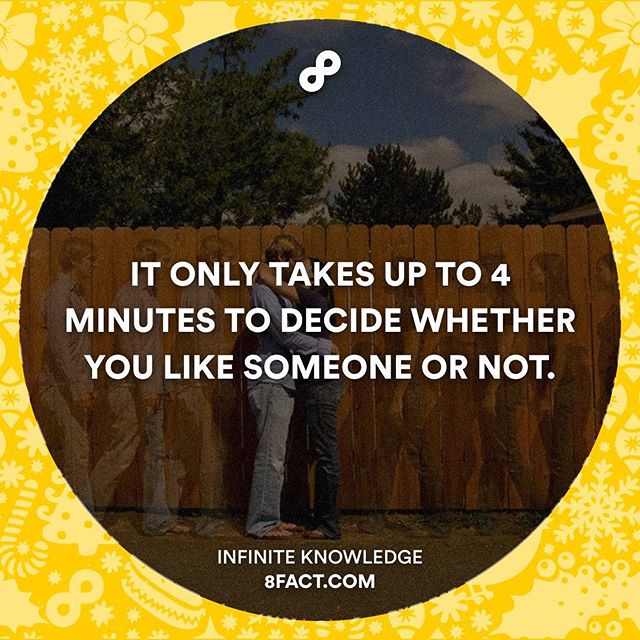 IT ONLY TAKES UP TO 4
MINUTES TO DECIDE WHETHER
YOU LIKE SOMEONE OR NOT.
INFINITE KNOWLEDGE
8FACT.COM